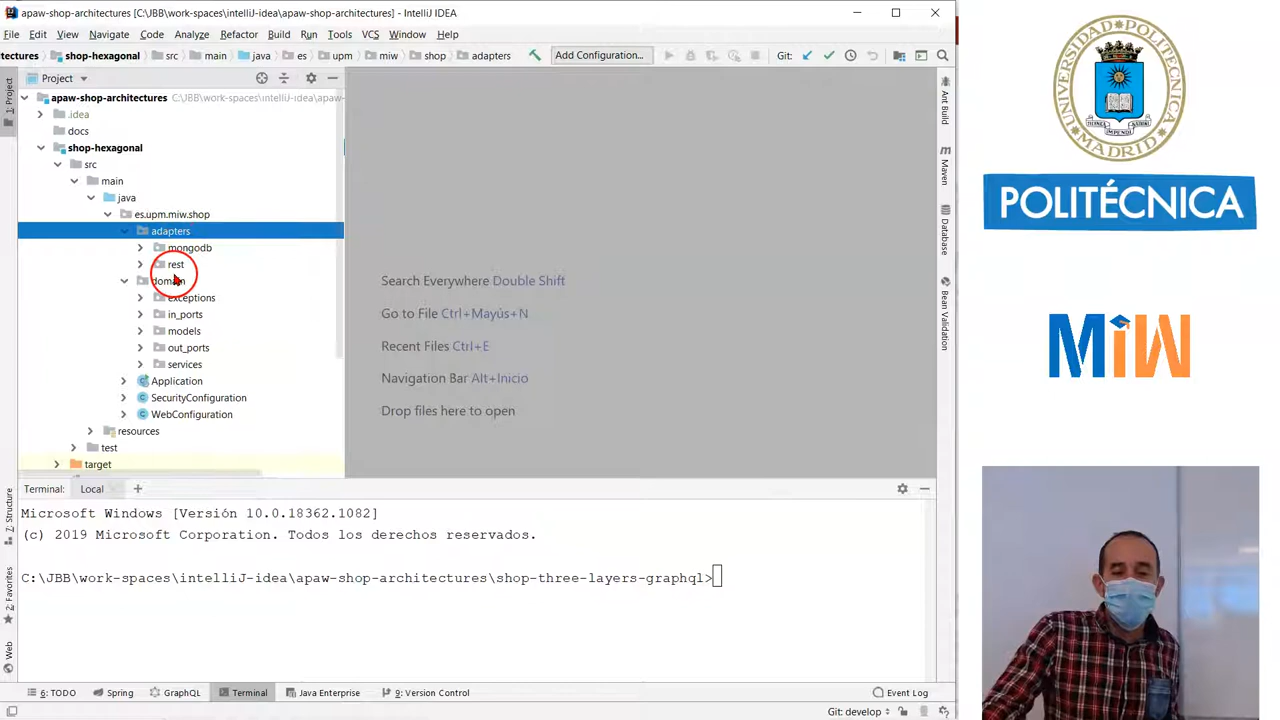 apaw-shop-architectures [C:\JBB\work-spaces\intelliJ-idea\apaw-shop-architectures] - IntelliJ IDEA
File Edit View Navigate Code Analyze Refactor Build Run Tools VCS Window Help
tectures shop-hexagonal src main java es upm miw shop adapters Add Configuration... Git:
Project
1: Project
apaw-shop-architectures C:\JBB\work-spaces\intelliJ-idea\apaw-
.idea
docs
shop-hexagonal
src
main
java
es.upm.miw.shop
adapters
mongodb
rest
domain
exceptions
in_ports
models
out_ports
services
Application
SecurityConfiguration
WebConfiguration
resources
test
target
Search Everywhere Double Shift
Go to File Ctrl+Mayús+N
Recent Files Ctrl+E
Navigation Bar Alt+Inicio
Drop files here to open
Ant Build
Maven
Database
Bean Validation
7: Structure
2: Favorites
Web
Terminal: Local +
Microsoft Windows [Versión 10.0.18362.1082]
(c) 2019 Microsoft Corporation. Todos los derechos reservados.
C:\JBB\work-spaces\intelliJ-idea\apaw-shop-architectures\shop-three-layers-graphql>
6: TODO Spring GraphQL Terminal Java Enterprise 9: Version Control Event Log
Git: develop
UNIVERSIDAD POLITÉCNICA
DE MADRID
POLITÉCNICA
MiW